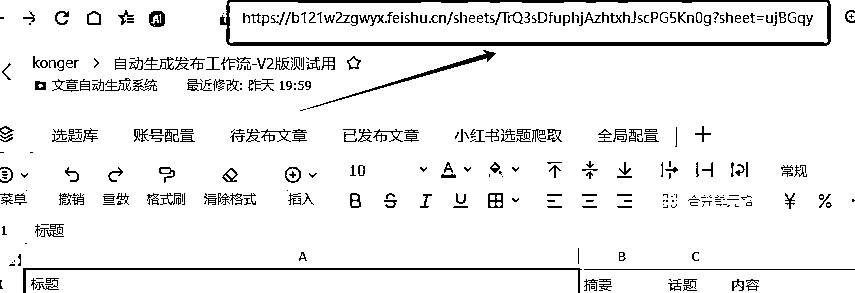 https://b121w2zgwyx.feishu.cn/sheets/TrQ3sDfuphjAzhtxhJscPG5Kn0g?sheet=ujBGqy
konger > 自动生成发布工作流-V2版测试用
文章自动生成系统 最近修改: 昨天 19:59
选题库 账号配置 待发布文章 已发布文章 小红书选题爬取 全局配置
10 A 常规
菜单 撤销 重做 格式刷 清除格式 插入 B S I U 合并单元格 ¥ %
1 标题
A B C
标题 摘要 话题 内容